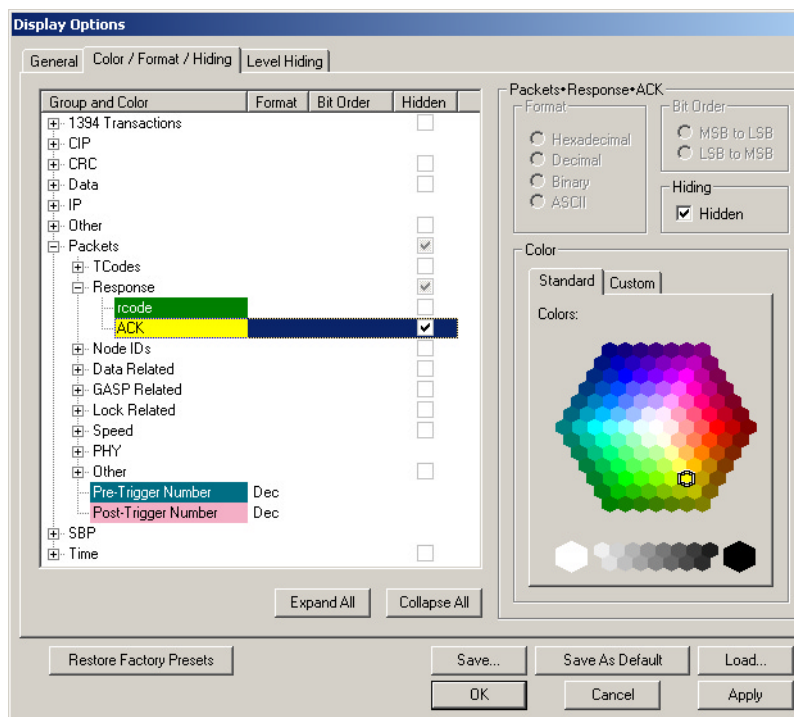 Display Options
General Color / Format / Hiding Level Hiding
Group and Color Format Bit Order Hidden
1394 Transactions
CIP
CRC
Data
IP
Other
Packets
TCodes
Response
rcode
ACK
Node IDs
Data Related
GASP Related
Lock Related
Speed
PHY
Other
Pre-Trigger Number Dec
Post-Trigger Number Dec
SBP
Time
Expand All Collapse All
Packets•Response•ACK
Format
Hexadecimal
Decimal
Binary
ASCII
Bit Order
MSB to LSB
LSB to MSB
Hiding
Hidden
Color
Standard Custom
Colors:
Restore Factory Presets Save... Save As Default Load...
OK Cancel Apply